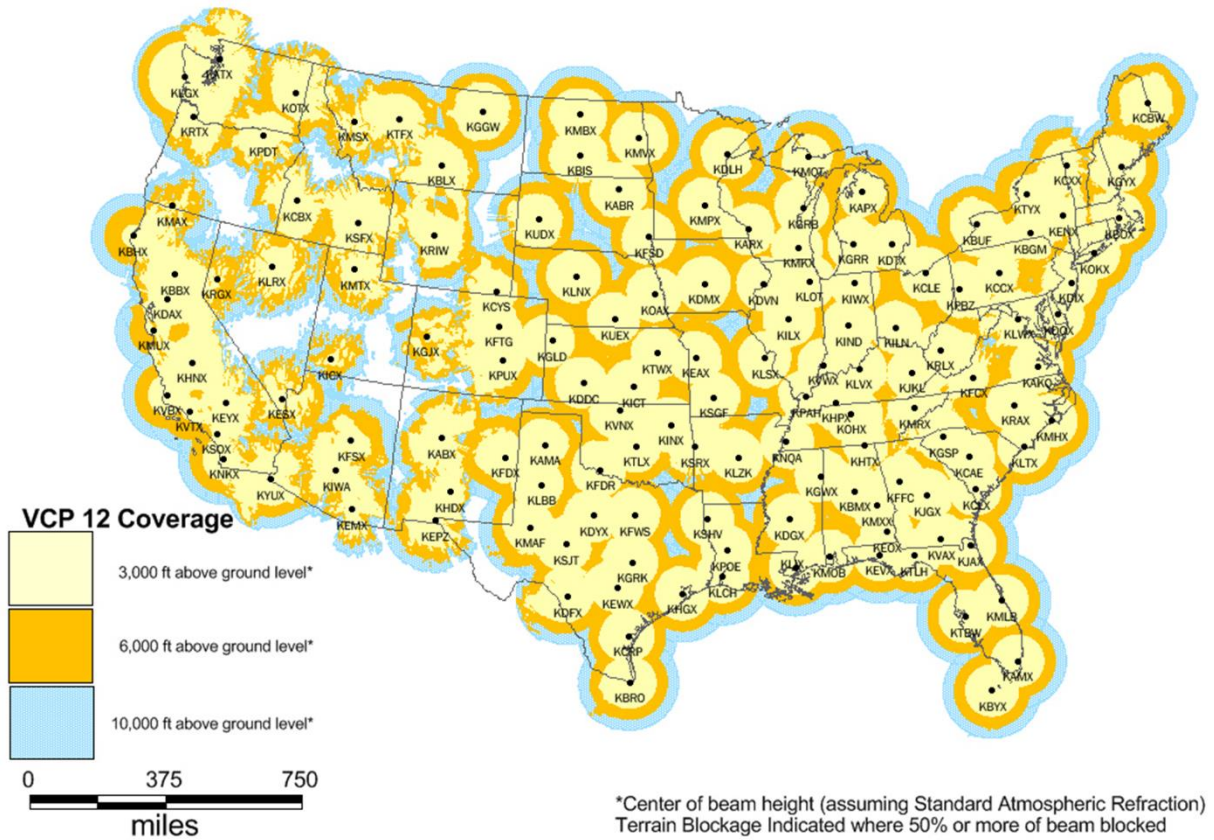 KATX
KLGX
KOTX
KRTX
KPDT
KMSX
KTFX
KGGW
KBLX
KMBX
KMVX
KBIS
KDLH
KMQT
KCBW
KCXX
KGYX
KTYX
KMAX
KCBX
KSFX
KRIW
KUDX
KABR
KMPX
KGRB
KAPX
KARX
KFSD
KBUF
KENX
KBGM
KBOX
KOKX
KBHX
KBBX
KRGX
KLRX
KMTX
KCYS
KLNX
KOAX
KDMX
KDVN
KMKX
KLOT
KGRR
KDTX
KIWX
KCLE
KPBZ
KCCX
KDIX
KDAX
KMUX
KHNX
KICX
KGJX
KFTG
KPUX
KGLD
KUEX
KTWX
KEAX
KILX
KIND
KILN
KRLX
KLWX
KDOX
KLSX
KVWX
KLVX
KJKL
KFCX
KAKQ
KVBX
KEYX
KVTX
KESX
KSOX
KNKX
KYUX
KFSX
KIWA
KEMX
KABX
KHDX
KEPZ
KDDC
KICT
KVNX
KINX
KSGF
KPAH
KHPX
KOHX
KMRX
KRAX
KMHX
KFDX
KAMA
KLBB
KTLX
KFDR
KSRX
KLZK
KNQA
KHTX
KGSP
KCAE
KLTX
KCLX
KMAF
KSJT
KDYX
KFWS
KSHV
KDGX
KGWX
KBMX
KMXX
KFFC
KJGX
KEOX
KVAX
KJAX
KDFX
KGRK
KEWX
KHGX
KPOE
KLCH
KLIX
KMOB
KEVX
KTLH
KCRP
KBRO
KTBW
KMLB
KAMX
KBYX
VCP 12 Coverage
3,000 ft above ground level*
6,000 ft above ground level*
10,000 ft above ground level*
0 375 750
miles
*Center of beam height (assuming Standard Atmospheric Refraction)
Terrain Blockage Indicated where 50% or more of beam blocked